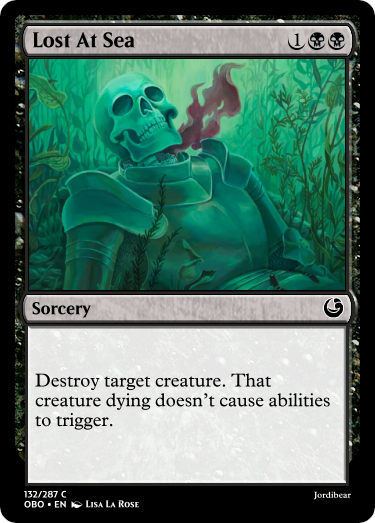 Lost At Sea 1
Sorcery
Destroy target creature. That
creature dying doesn't cause abilities
to trigger.
132/287 C
OBO • EN Lisa La Rose
Jordibear